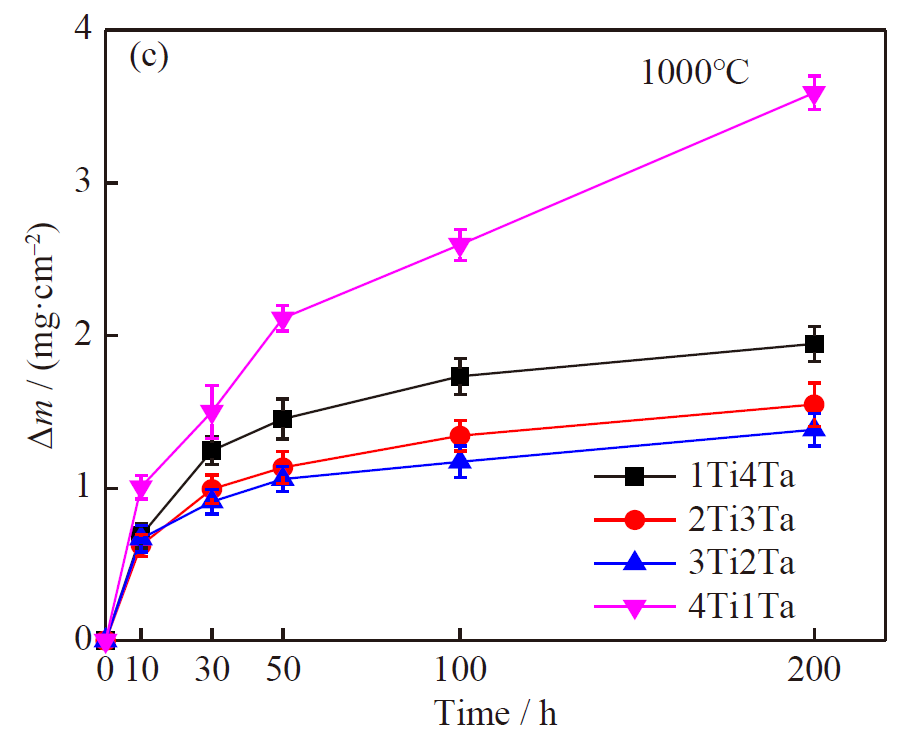 (c)
1000°C
4
3
2
1
0
Δm / (mg·cm−2)
0 10 30 50 100 200
Time / h
1Ti4Ta
2Ti3Ta
3Ti2Ta
4Ti1Ta